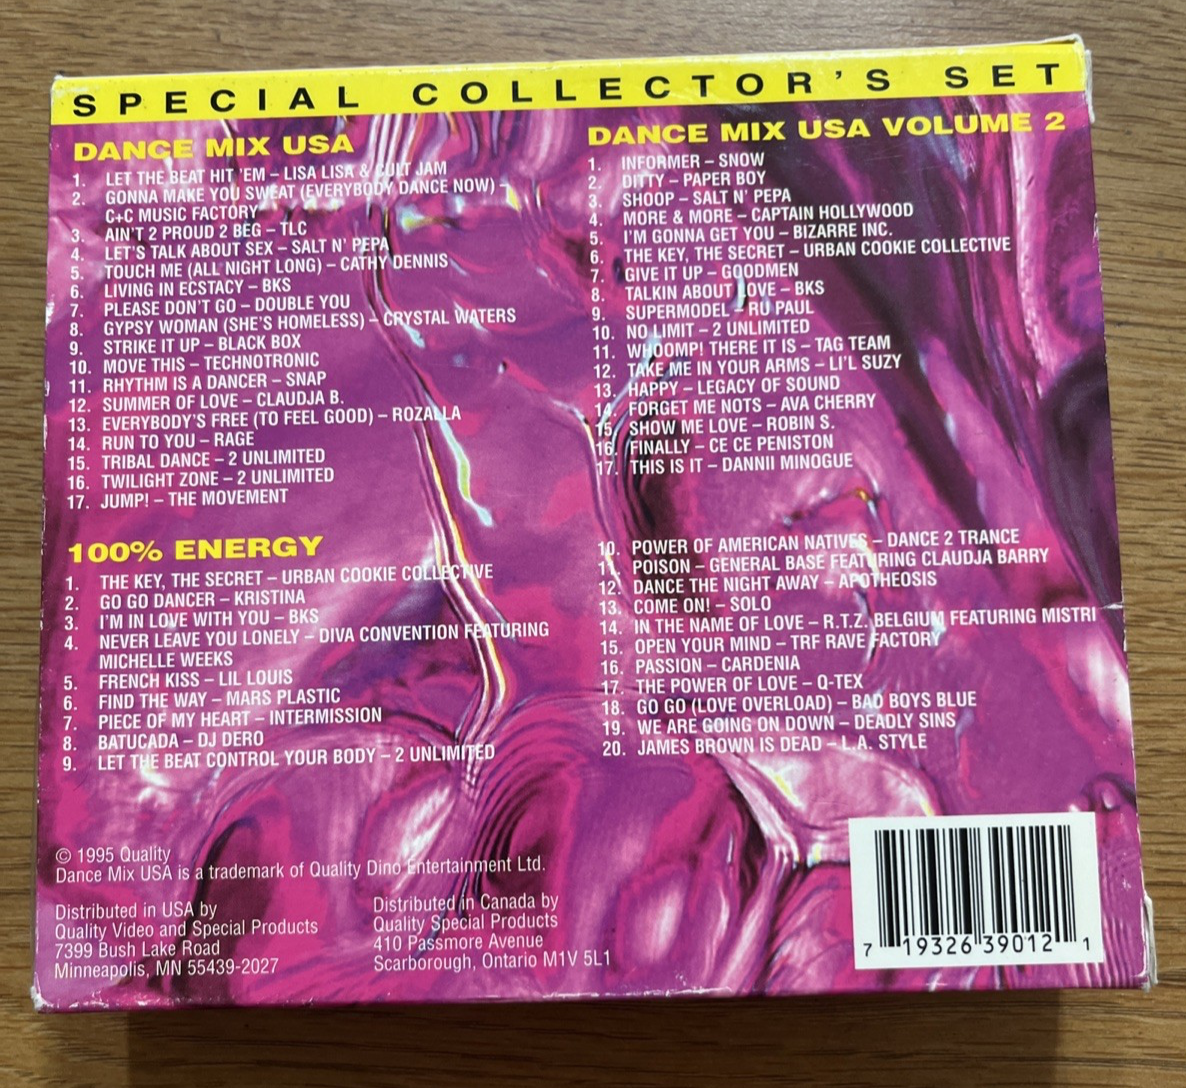 SPECIAL COLLECTOR'S SET
DANCE MIX USA
1. LET THE BEAT HIT 'EM – LISA LISA & CULT JAM
2. GONNA MAKE YOU SWEAT (EVERYBODY DANCE NOW) –
C+C MUSIC FACTORY
3. AIN'T 2 PROUD 2 BEG – TLC
4. LET'S TALK ABOUT SEX – SALT N' PEPA
5. TOUCH ME (ALL NIGHT LONG) – CATHY DENNIS
6. LIVING IN ECSTACY – BKS
7. PLEASE DON'T GO – DOUBLE YOU
8. GYPSY WOMAN (SHE'S HOMELESS) – CRYSTAL WATERS
9. STRIKE IT UP – BLACK BOX
10. MOVE THIS – TECHNOTRONIC
11. RHYTHM IS A DANCER – SNAP
12. SUMMER OF LOVE – CLAUDJA B.
13. EVERYBODY'S FREE (TO FEEL GOOD) – ROZALLA
14. RUN TO YOU – RAGE
15. TRIBAL DANCE – 2 UNLIMITED
16. TWILIGHT ZONE – 2 UNLIMITED
17. JUMP! – THE MOVEMENT
DANCE MIX USA VOLUME 2
1. INFORMER – SNOW
2. DITTY – PAPER BOY
3. SHOOP – SALT N' PEPA
4. MORE & MORE – CAPTAIN HOLLYWOOD
5. I'M GONNA GET YOU – BIZARRE INC.
6. THE KEY, THE SECRET – URBAN COOKIE COLLECTIVE
7. GIVE IT UP – GOODMEN
8. TALKIN ABOUT LOVE – BKS
9. SUPERMODEL – RU PAUL
10. NO LIMIT – 2 UNLIMITED
11. WHOOMP! THERE IT IS – TAG TEAM
12. TAKE ME IN YOUR ARMS – LI'L SUZY
13. HAPPY – LEGACY OF SOUND
14. FORGET ME NOTS – AVA CHERRY
15. SHOW ME LOVE – ROBIN S.
16. FINALLY – CE CE PENISTON
17. THIS IS IT – DANNII MINOGUE
100% ENERGY
1. THE KEY, THE SECRET – URBAN COOKIE COLLECTIVE
2. GO GO DANCER – KRISTINA
3. I'M IN LOVE WITH YOU – BKS
4. NEVER LEAVE YOU LONELY – DIVA CONVENTION FEATURING
MICHELLE WEEKS
5. FRENCH KISS – LIL LOUIS
6. FIND THE WAY – MARS PLASTIC
7. PIECE OF MY HEART – INTERMISSION
8. BATUCADA – DJ DERO
9. LET THE BEAT CONTROL YOUR BODY – 2 UNLIMITED
10. POWER OF AMERICAN NATIVES – DANCE 2 TRANCE
11. POISON – GENERAL BASE FEATURING CLAUDJA BARRY
12. DANCE THE NIGHT AWAY – APOTHEOSIS
13. COME ON! – SOLO
14. IN THE NAME OF LOVE – R.T.Z. BELGIUM FEATURING MISTRI
15. OPEN YOUR MIND – TRF RAVE FACTORY
16. PASSION – CARDENIA
17. THE POWER OF LOVE – Q-TEX
18. GO GO (LOVE OVERLOAD) – BAD BOYS BLUE
19. WE ARE GOING ON DOWN – DEADLY SINS
20. JAMES BROWN IS DEAD – L.A. STYLE
© 1995 Quality
Dance Mix USA is a trademark of Quality Dino Entertainment Ltd.
Distributed in USA by
Quality Video and Special Products
7399 Bush Lake Road
Minneapolis, MN 55439-2027
Distributed in Canada by
Quality Special Products
410 Passmore Avenue
Scarborough, Ontario M1V 5L1
7 19326 39012 1